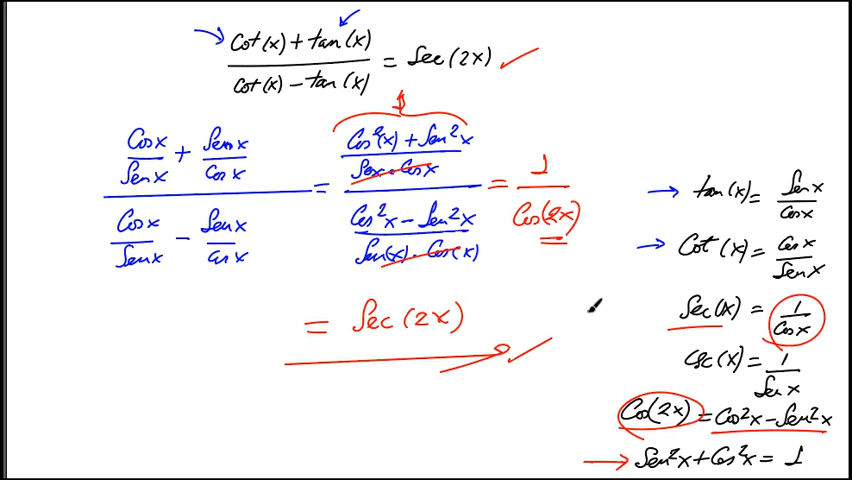 Cot(x) + tan(x)
Cot(x) - tan(x)
= Sec(2x)
1
Cosx/Senx + Senx/Cosx
Cosx/Senx - Senx/Cosx
=
Cos²(x) + Sen²x
Sex·Cosx
Cos²x - Sen²x
Sen(x)·Cos(x)
= 1/Cos(2x)
= Sec(2x)
tan(x) = Senx/Cosx
Cot(x) = Cosx/Senx
Sec(x) = 1/Cosx
Csc(x) = 1/Senx
Cos(2x) = Cos²x - Sen²x
Sen²x + Cos²x = 1